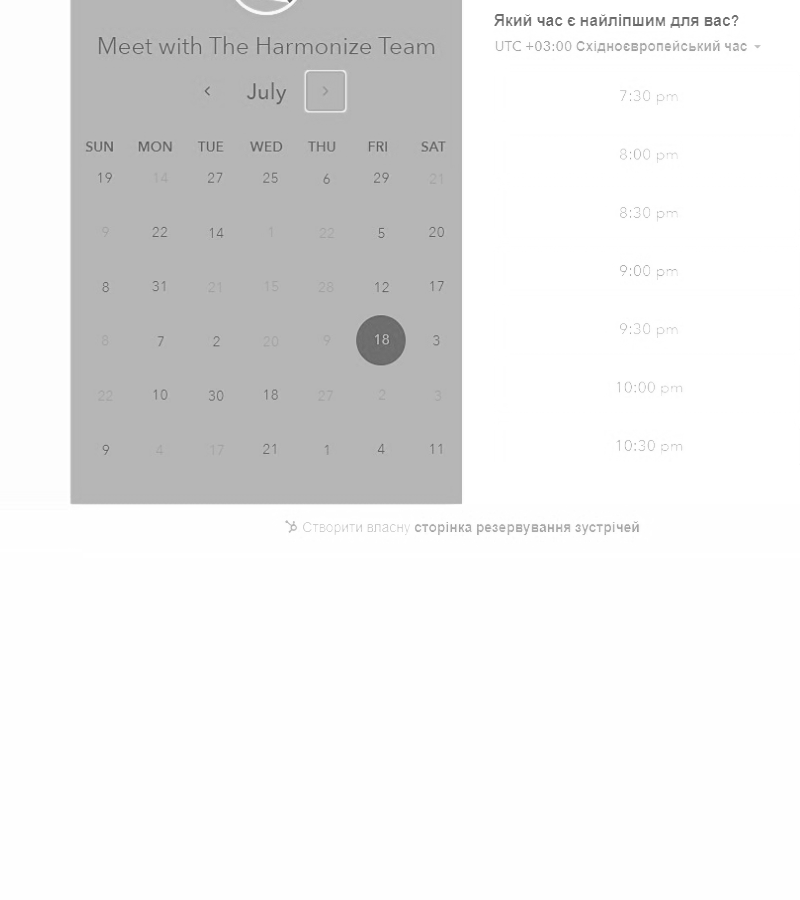 Meet with The Harmonize Team
July
SUN MON TUE WED THU FRI SAT
19 14 27 25 6 29 21
9 22 14 1 22 5 20
8 31 21 15 28 12 17
8 7 2 20 9 18 3
22 10 30 18 27 2 3
9 4 17 21 1 4 11
Який час є найліпшим для вас?
UTC +03:00 Східноєвропейський час
7:30 pm
8:00 pm
8:30 pm
9:00 pm
9:30 pm
10:00 pm
10:30 pm
Створити власну сторінка резервування зустрічей